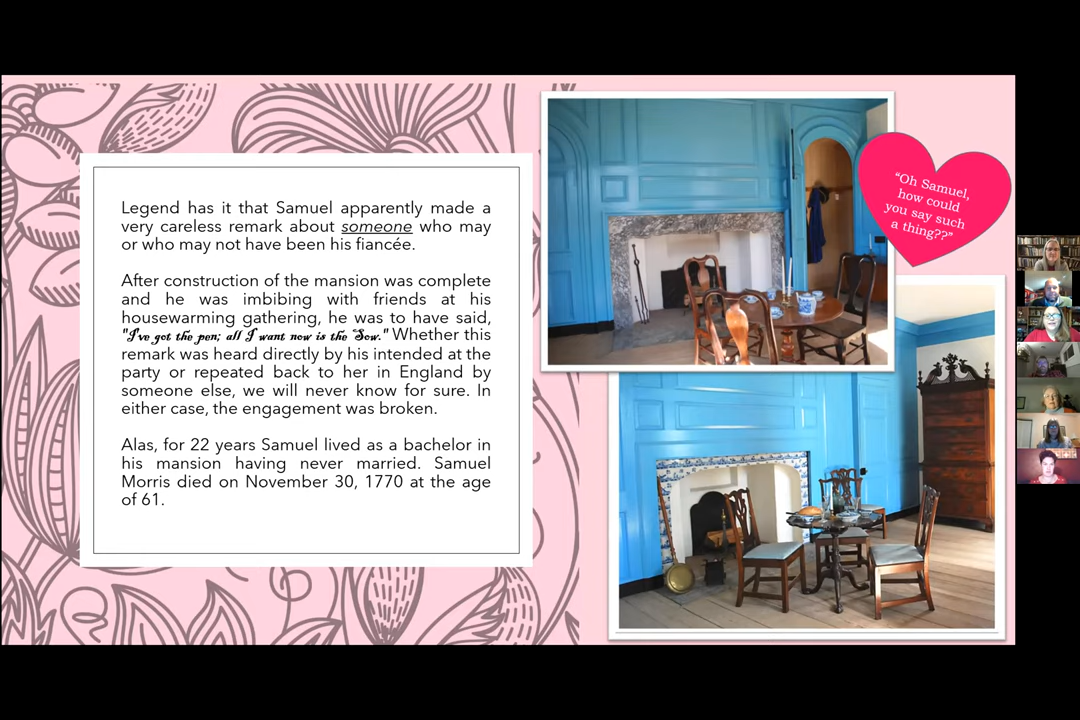 Legend has it that Samuel apparently made a
very careless remark about someone who may
or who may not have been his fiancée.
After construction of the mansion was complete
and he was imbibing with friends at his
housewarming gathering, he was to have said,
"I've got the pen; all I want now is the Sow." Whether this
remark was heard directly by his intended at the
party or repeated back to her in England by
someone else, we will never know for sure. In
either case, the engagement was broken.
Alas, for 22 years Samuel lived as a bachelor in
his mansion having never married. Samuel
Morris died on November 30, 1770 at the age
of 61.
“Oh Samuel,
how could
you say such
a thing??”